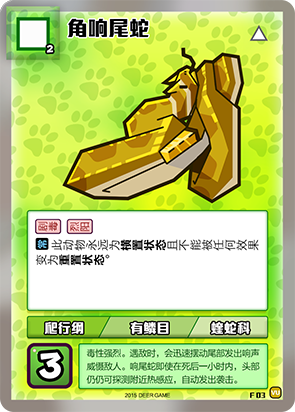 角响尾蛇
2
剧毒
常 此动物永远为横置状态且不能被任何效果
变为重置状态。
爬行纲 有鳞目 蝰蛇科
3
毒性强烈。遇敌时，会迅速摆动尾部发出响声
威慑敌人。响尾蛇即使在死后一小时内，头部
仍仍可探测附近热感应，自动发出袭击。
2015 DEER GAME
F 03 VU